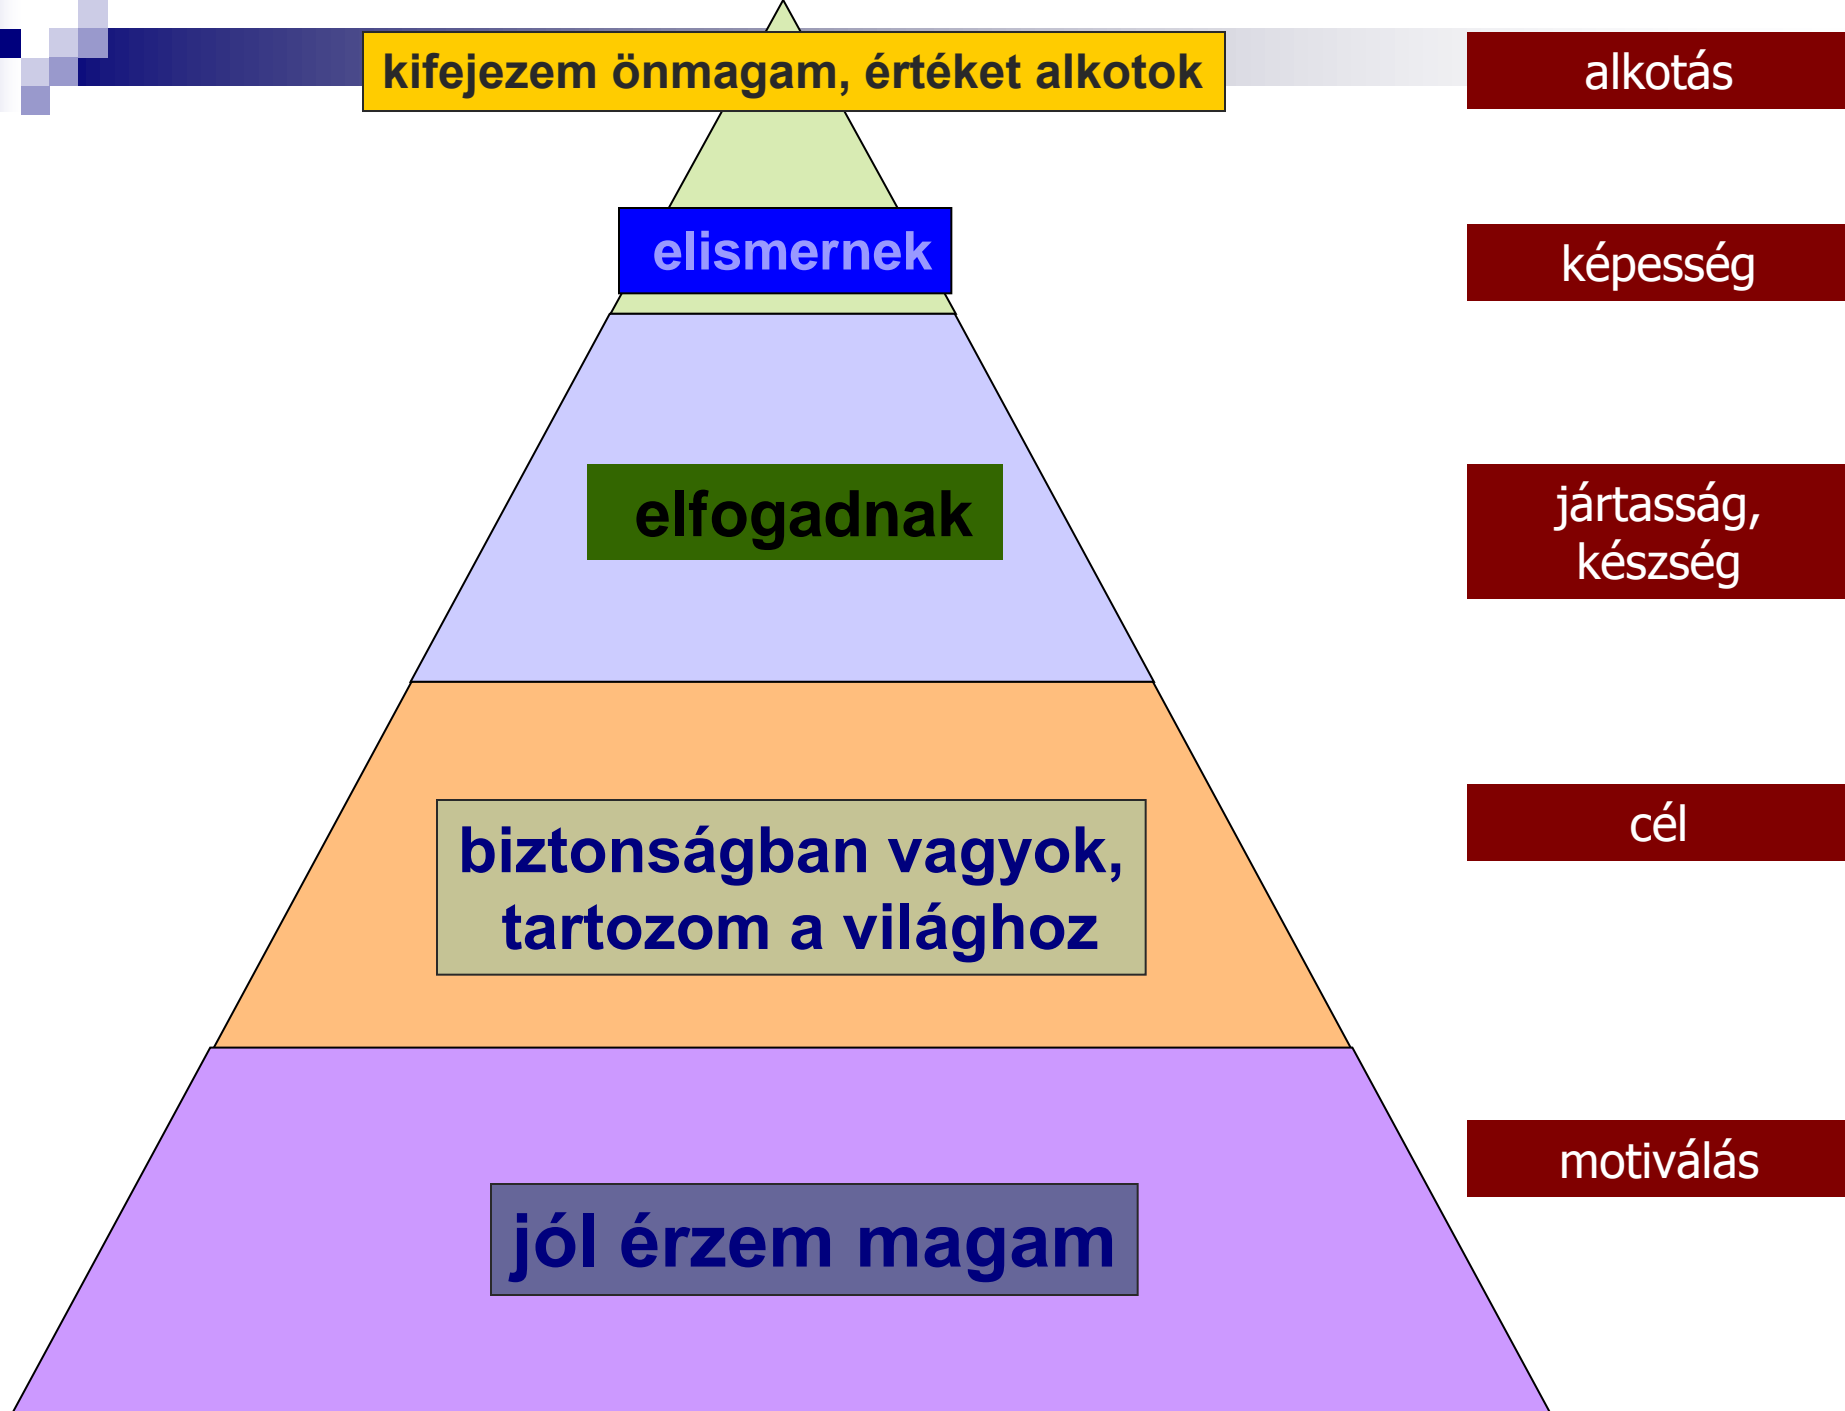 kifejezem önmagam, értéket alkotok
alkotás
elismernek
képesség
elfogadnak
jártasság,
készség
biztonságban vagyok,
tartozom a világhoz
cél
jól érzem magam
motiválás